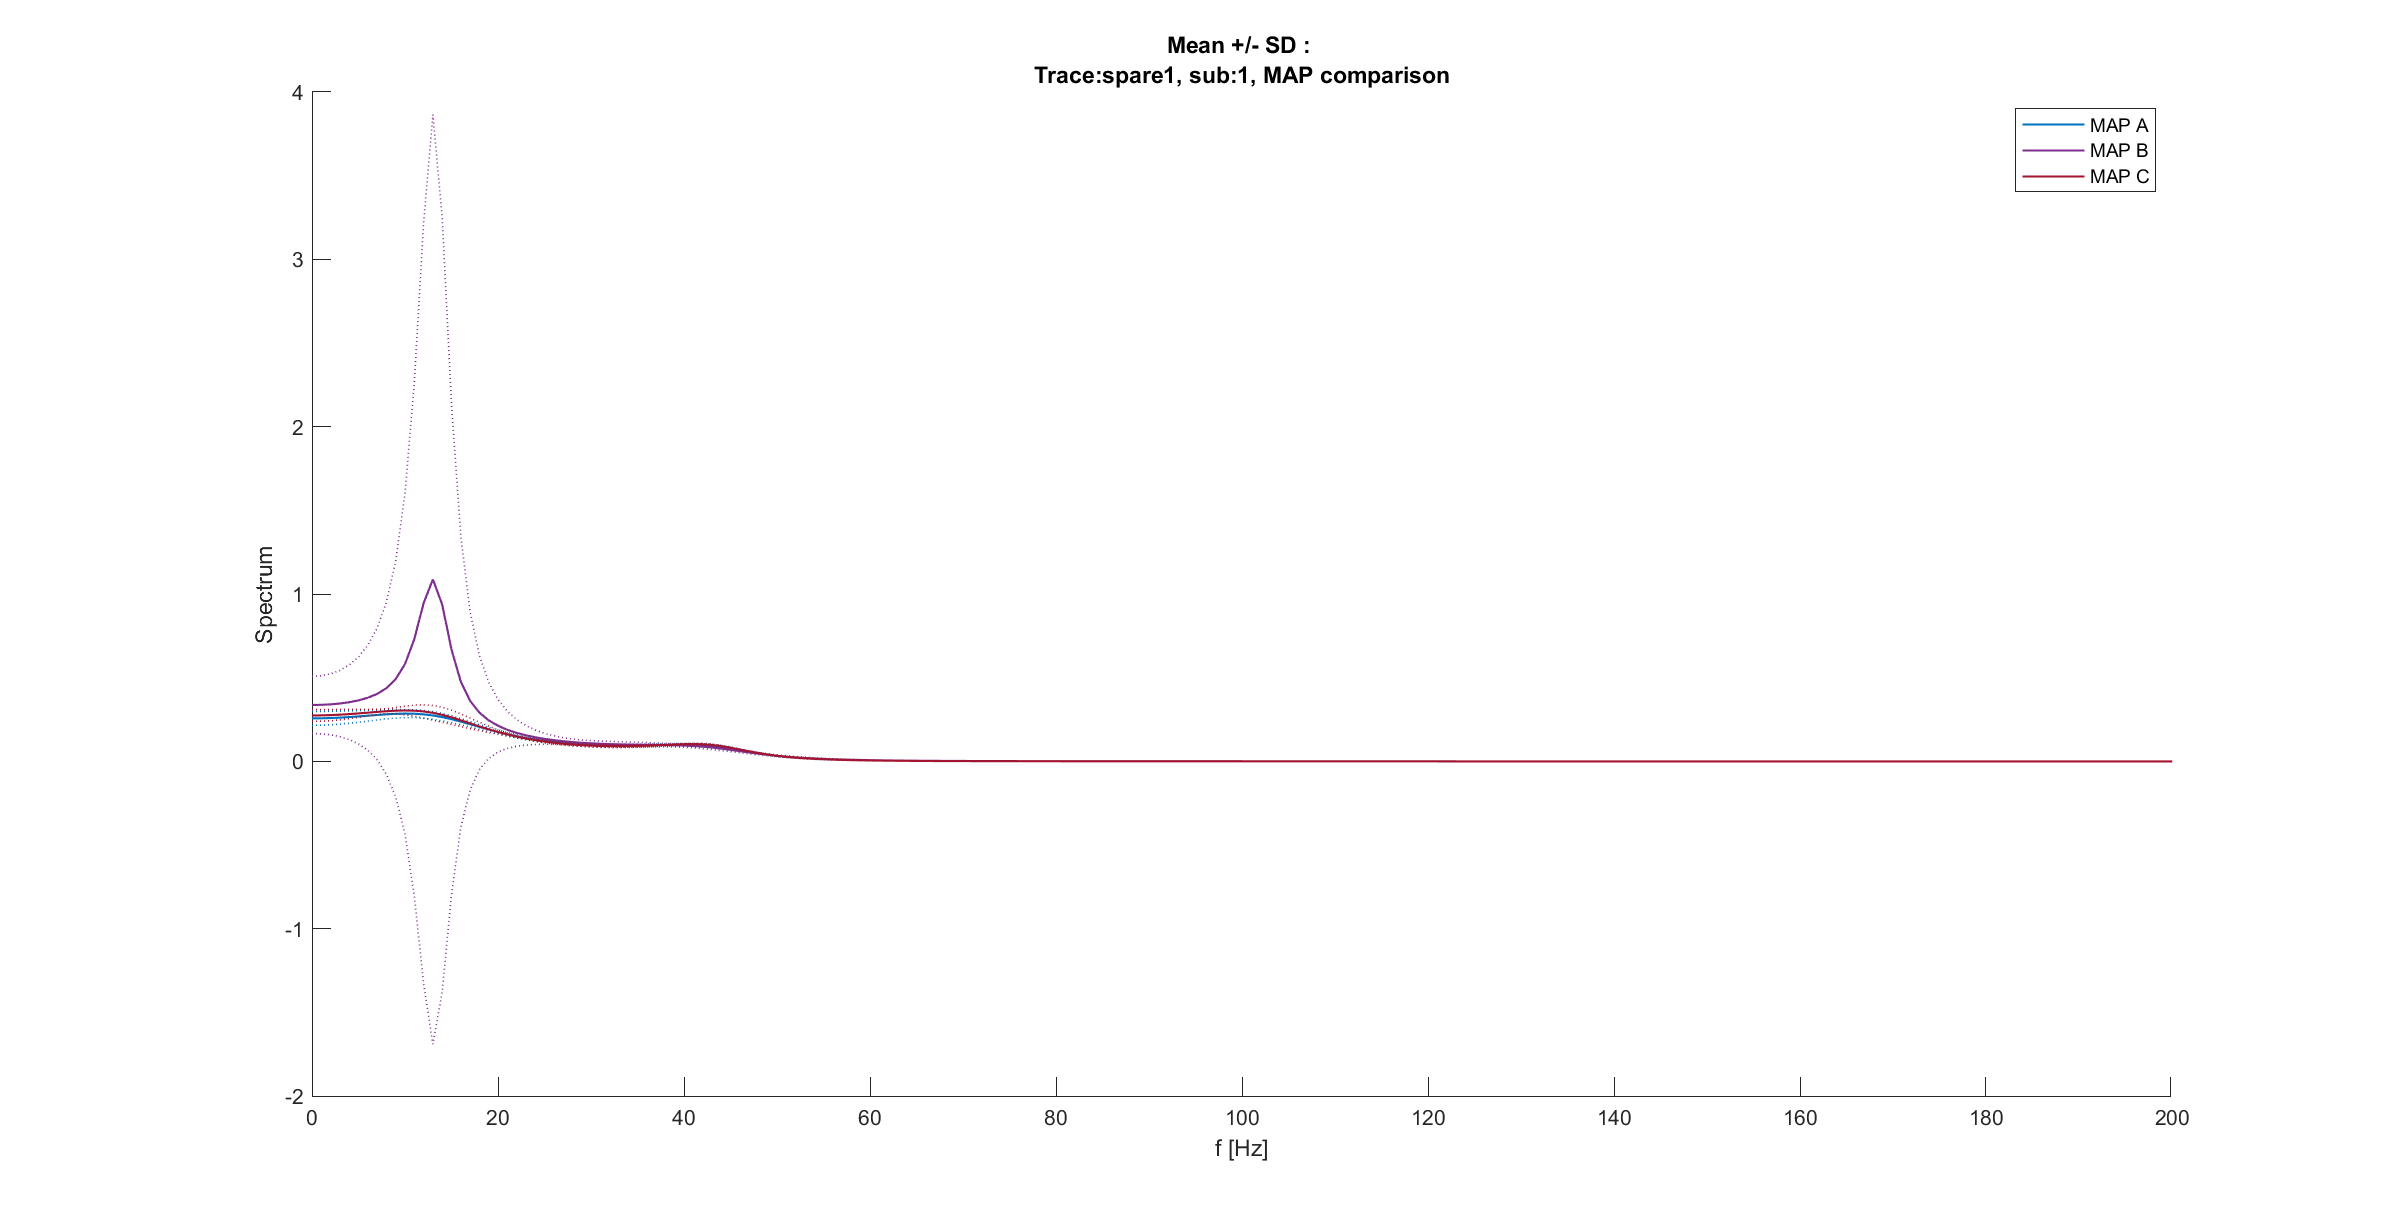 Mean +/- SD :
Trace:spare1, sub:1, MAP comparison
4
3
2
1
0
-1
-2
Spectrum
MAP A
MAP B
MAP C
0 20 40 60 80 100 120 140 160 180 200
f [Hz]